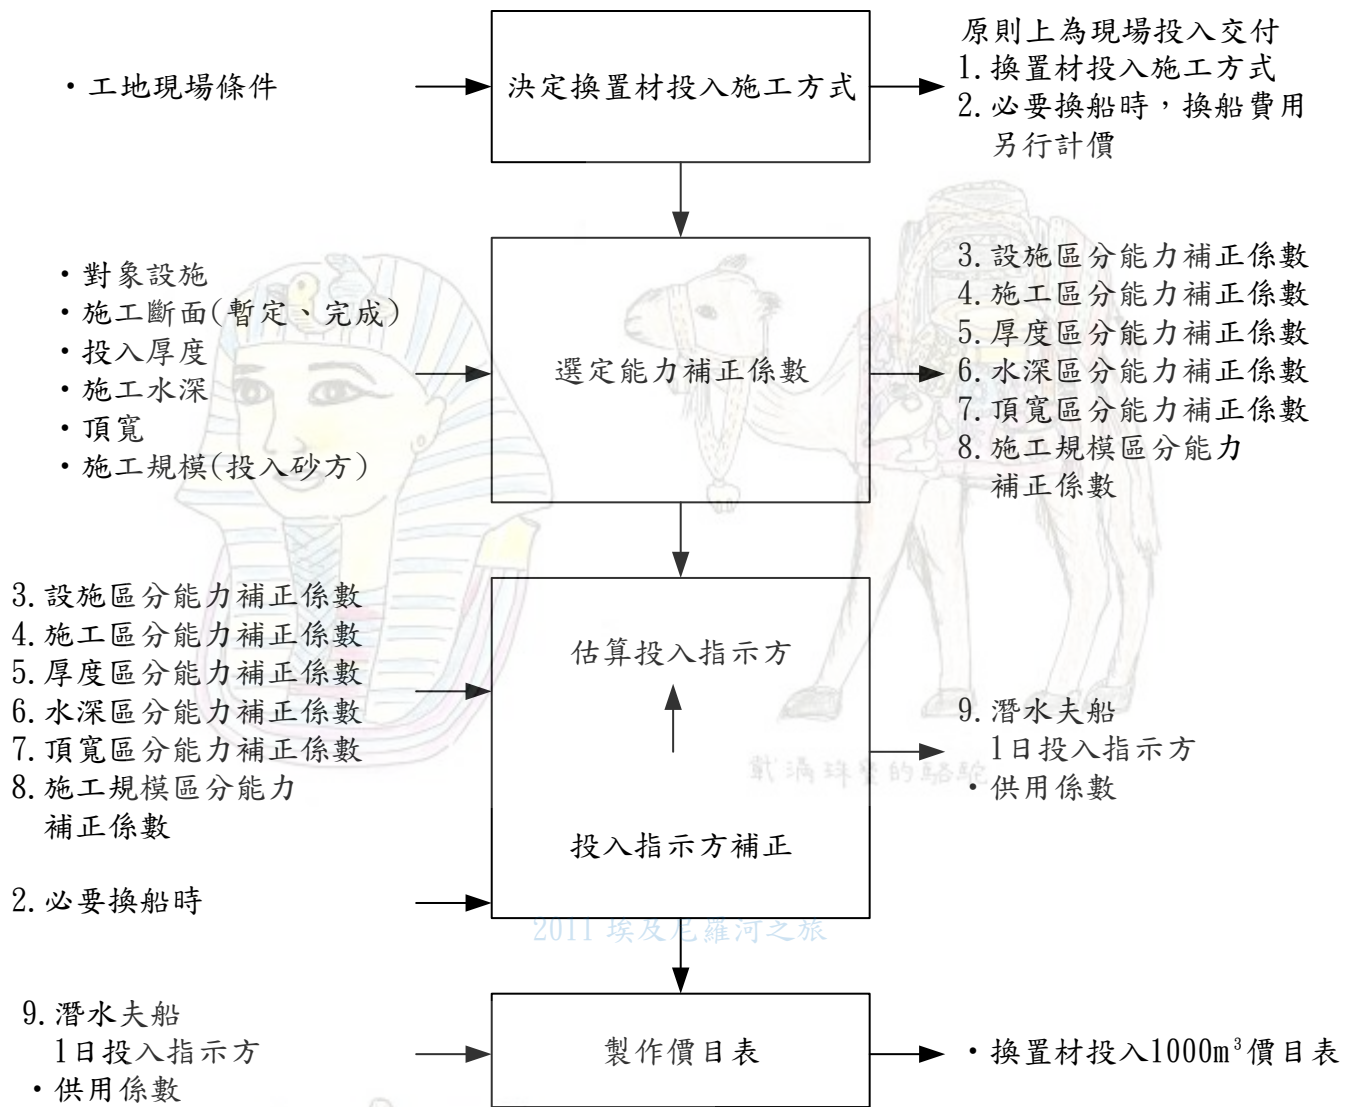 ・工地現場條件
決定換置材投入施工方式
原則上為現場投入交付
1.換置材投入施工方式
2.必要換船時，換船費用
另行計價
・對象設施
・施工斷面(暫定、完成)
・投入厚度
・施工水深
・頂寬
・施工規模(投入砂方)
選定能力補正係數
3.設施區分能力補正係數
4.施工區分能力補正係數
5.厚度區分能力補正係數
6.水深區分能力補正係數
7.頂寬區分能力補正係數
8.施工規模區分能力
補正係數
3.設施區分能力補正係數
4.施工區分能力補正係數
5.厚度區分能力補正係數
6.水深區分能力補正係數
7.頂寬區分能力補正係數
8.施工規模區分能力
補正係數
2.必要換船時
估算投入指示方
投入指示方補正
9.潛水夫船
1日投入指示方
・供用係數
載滿珠寶的駱駝
2011 埃及尼羅河之旅
9.潛水夫船
1日投入指示方
・供用係數
製作價目表
・換置材投入1000m³價目表